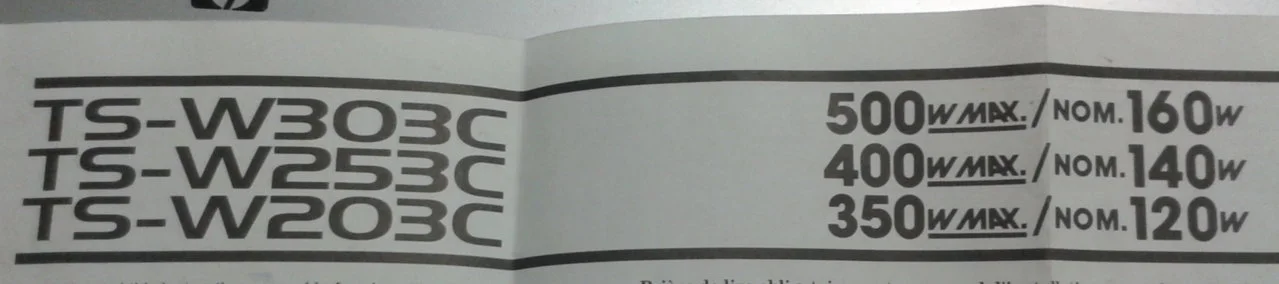 TS-W303C 500W MAX./NOM.160W
TS-W253C 400W MAX./NOM.140W
TS-W203C 350W MAX./NOM.120W